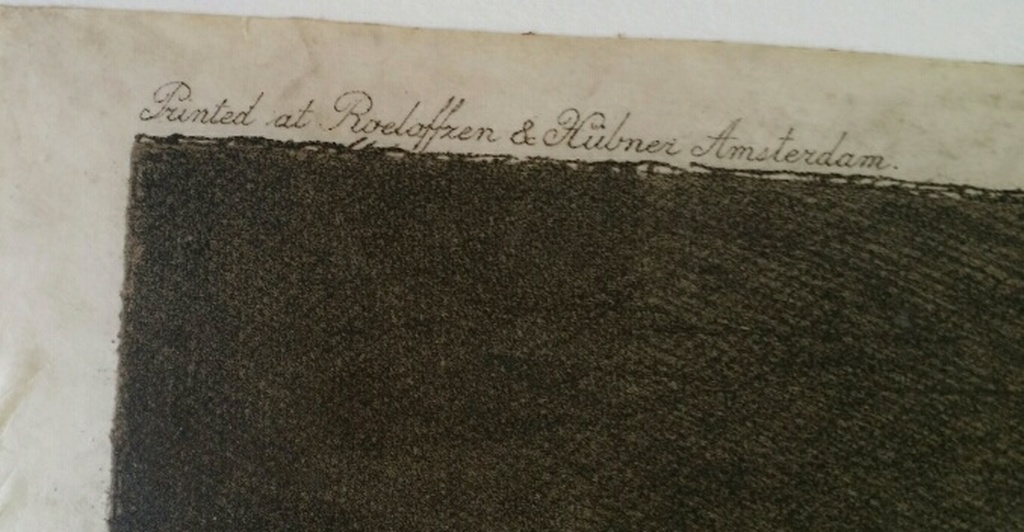 Printed at Roeloffzen & Hübner Amsterdam.